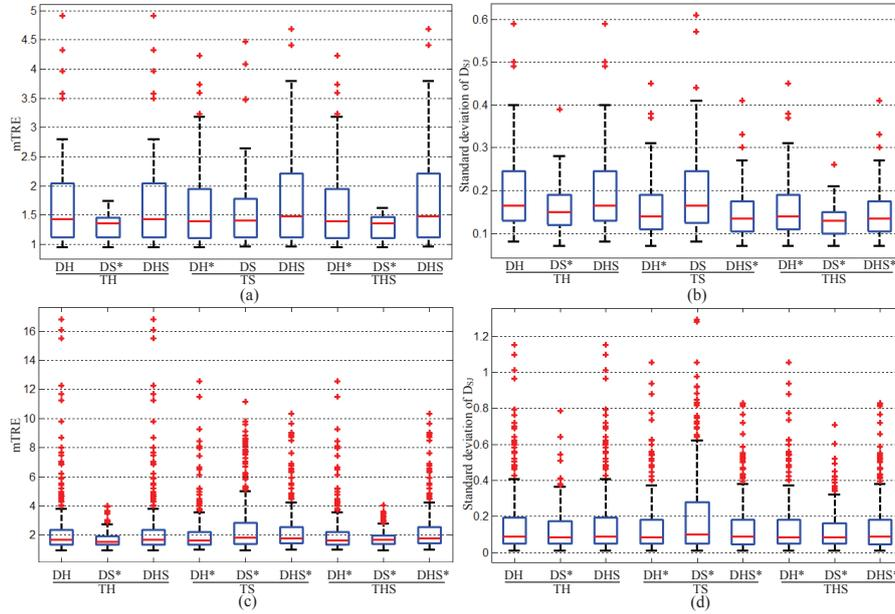 5
4.5
4
3.5
3
2.5
2
1.5
1
mTRE
DH DS* DHS DH* DS DHS DH* DS* DHS
TH TS THS
(a)
0.6
0.5
0.4
0.3
0.2
0.1
Standard deviation of DSJ
DH DS* DHS DH* DS DHS* DH* DS* DHS*
TH TS THS
(b)
16
14
12
10
8
6
4
2
mTRE
DH DS* DHS DH* DS* DHS* DH* DS* DHS*
TH TS THS
(c)
1.2
1
0.8
0.6
0.4
0.2
0
Standard deviation of DSJ
DH DS* DHS DH* DS DHS* DH* DS* DHS*
TH TS THS
(d)